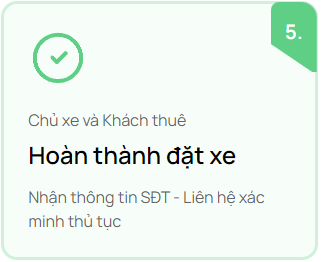 5.
Chủ xe và Khách thuê
Hoàn thành đặt xe
Nhận thông tin SĐT - Liên hệ xác
minh thủ tục